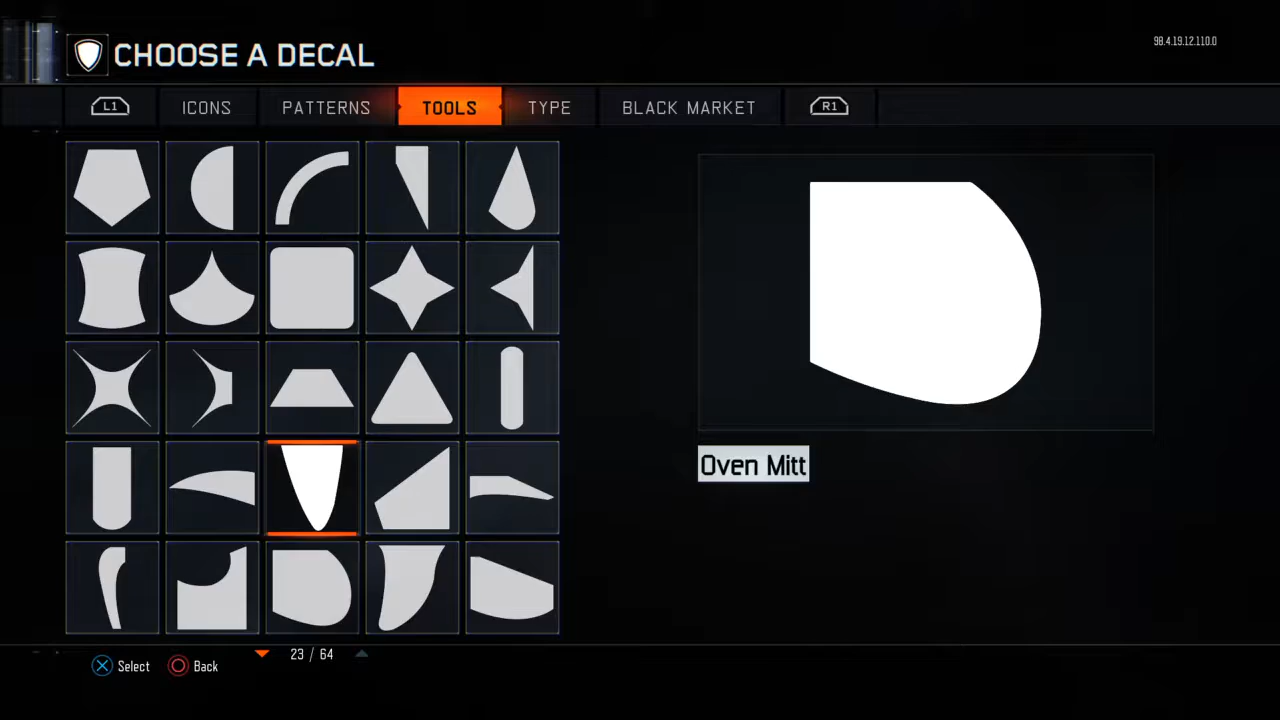 CHOOSE A DECAL
98.4.19.12.110.0
L1 ICONS PATTERNS TOOLS TYPE BLACK MARKET R1
Oven Mitt
23 / 64
Select Back